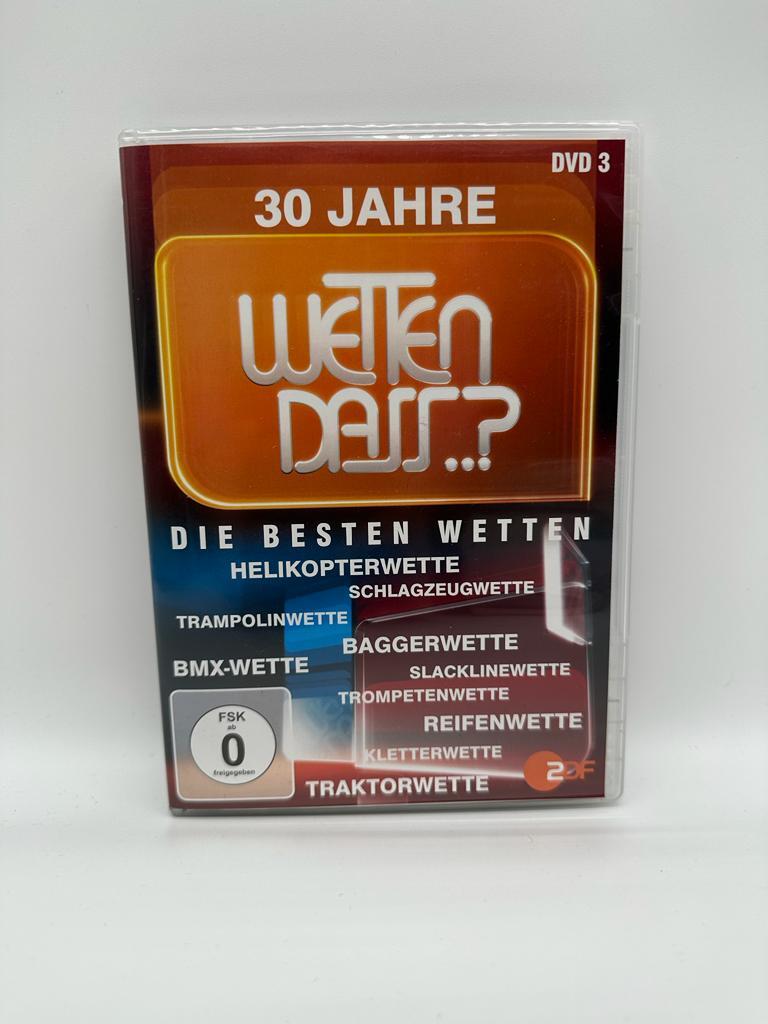 DVD 3
30 JAHRE
WETTEN
DASS..?
DIE BESTEN WETTEN
HELIKOPTERWETTE
SCHLAGZEUGWETTE
TRAMPOLINWETTE
BAGGERWETTE
BMX-WETTE
SLACKLINEWETTE
TROMPETENWETTE
REIFENWETTE
KLETTERWETTE
TRAKTORWETTE
FSK
ab
0
freigegeben
ZDF